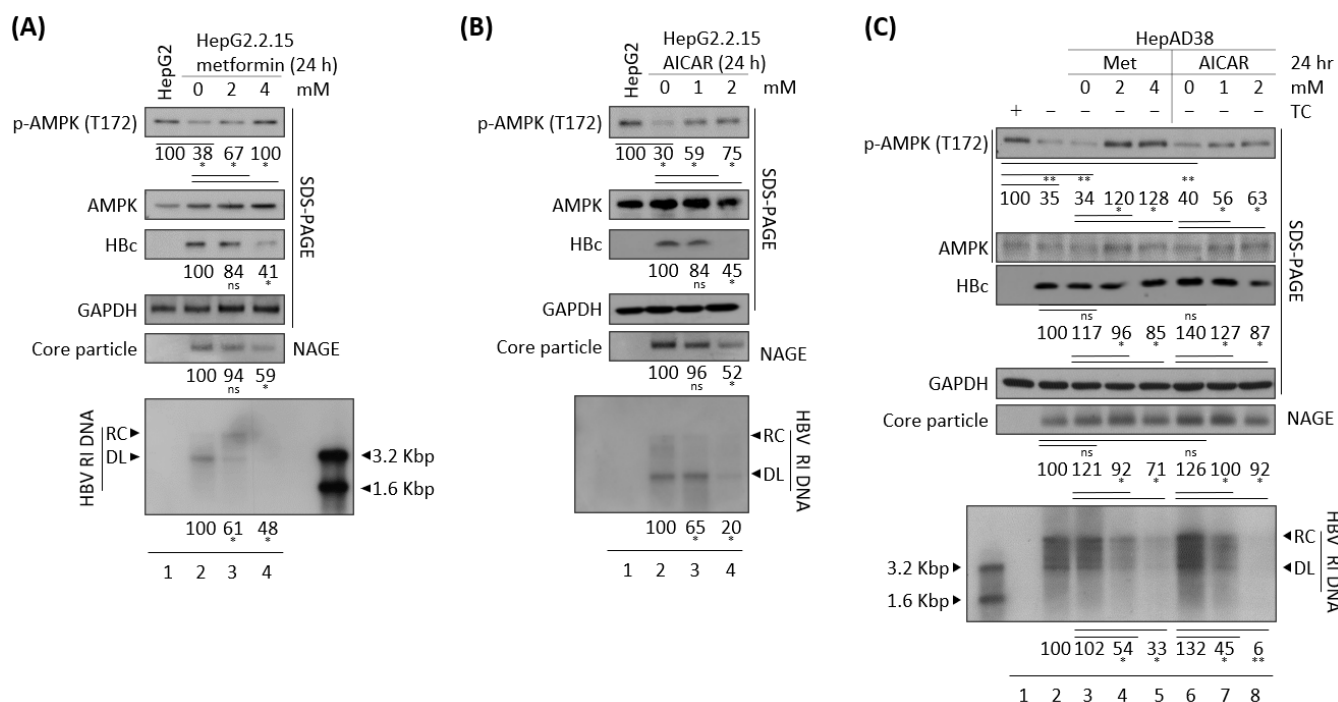 (A)
HepG2.2.15
metformin (24 h)
HepG2
0 2 4 mM
p-AMPK (T172)
100 38 67 100
* * *
AMPK
HBc
100 84 41
ns *
GAPDH
SDS-PAGE
Core particle
NAGE
100 94 59
ns *
HBV RI DNA
RC
DL
3.2 Kbp
1.6 Kbp
100 61 48
* *
1 2 3 4
(B)
HepG2.2.15
AICAR (24 h)
HepG2
0 1 2 mM
p-AMPK (T172)
100 30 59 75
* * *
AMPK
HBc
100 84 45
ns *
GAPDH
SDS-PAGE
Core particle
NAGE
100 96 52
ns *
RC
DL
HBV RI DNA
100 65 20
* *
1 2 3 4
(C)
HepAD38
Met AICAR 24 hr
0 2 4 0 1 2 mM
+ – – – – – – – TC
p-AMPK (T172)
** ** **
100 35 34 120 128 40 56 63
* * * *
AMPK
HBc
ns ns
100 117 96 85 140 127 87
* * * *
GAPDH
SDS-PAGE
Core particle
NAGE
ns ns
100 121 92 71 126 100 92
* * * *
3.2 Kbp
1.6 Kbp
RC
DL
HBV RI DNA
100 102 54 33 132 45 6
* * * **
1 2 3 4 5 6 7 8